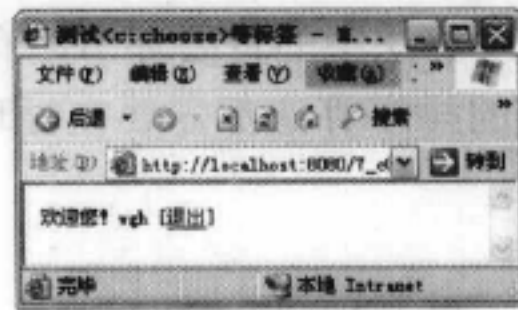 测试<c:choose>等标签 -
文件(F) 编辑(E) 查看(V) 收藏(A) »
后退 搜索 »
地址(D) http://localhost:8080/7_ 转到
欢迎您! wgh [退出]
完毕 本地 Intranet